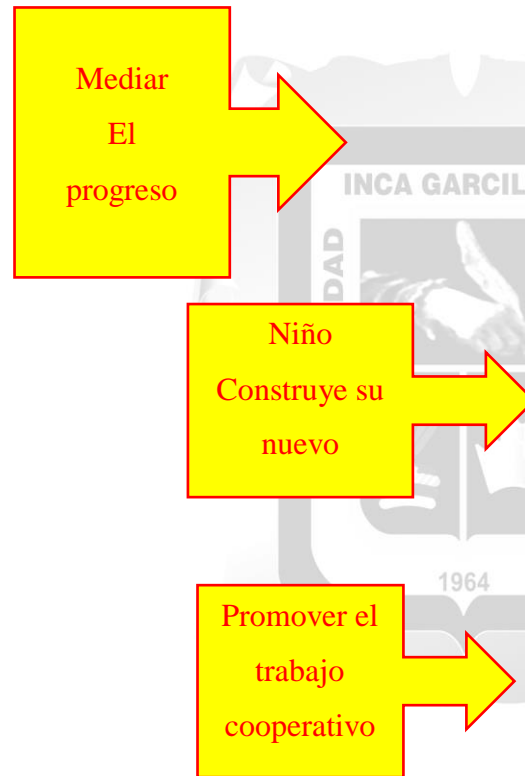 Mediar
El
progreso
INCA GARCIL
DAD
Niño
Construye su
nuevo
1964
Promover el
trabajo
cooperativo